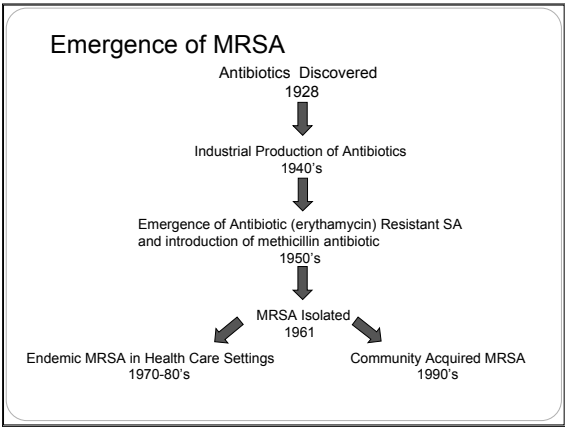 Emergence of MRSA
Antibiotics Discovered
1928
Industrial Production of Antibiotics
1940's
Emergence of Antibiotic (erythamycin) Resistant SA
and introduction of methicillin antibiotic
1950's
MRSA Isolated
1961
Endemic MRSA in Health Care Settings
1970-80's
Community Acquired MRSA
1990's